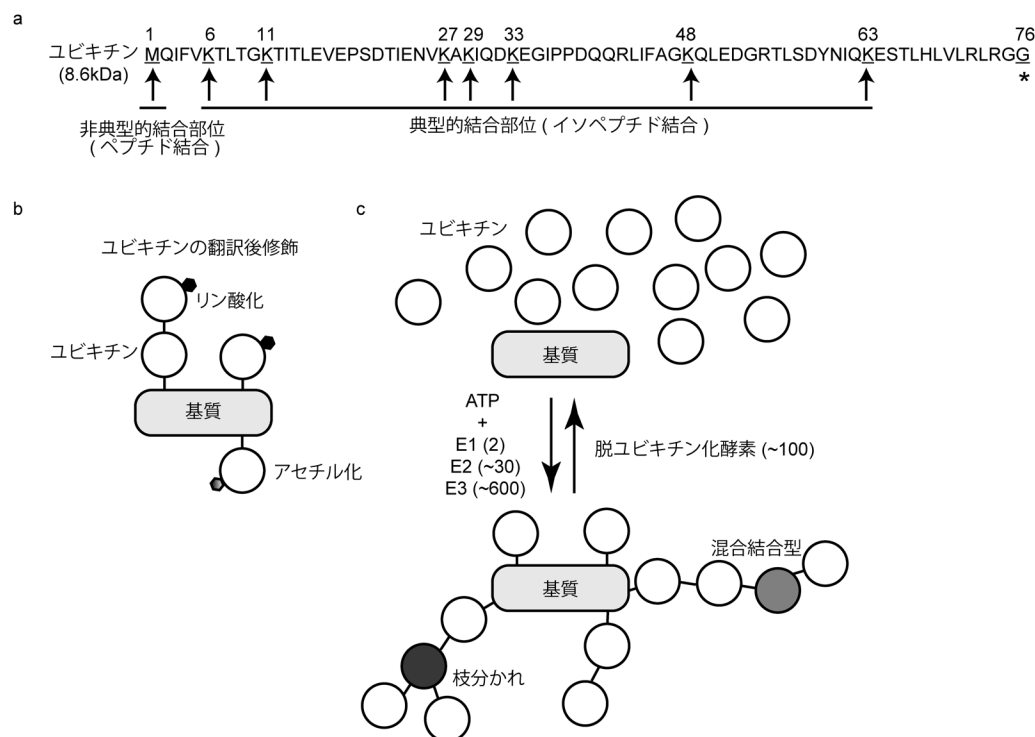 a
1 6 11 27 29 33 48 63 76
ユビキチン MQIFVKTLTGKTITLEVEPSDTIENVKAKIQDKEGIPPDQQRLIFAGKQLEDGRTLSDYNIQKESTLHLVLRLRGG
(8.6kDa)
*
非典型的結合部位
( ペプチド結合 )
典型的結合部位 ( イソペプチド結合 )
b
ユビキチンの翻訳後修飾
リン酸化
ユビキチン
基質
アセチル化
c
ユビキチン
基質
ATP
+
E1 (2)
E2 (~30)
E3 (~600)
脱ユビキチン化酵素 (~100)
混合結合型
基質
枝分かれ